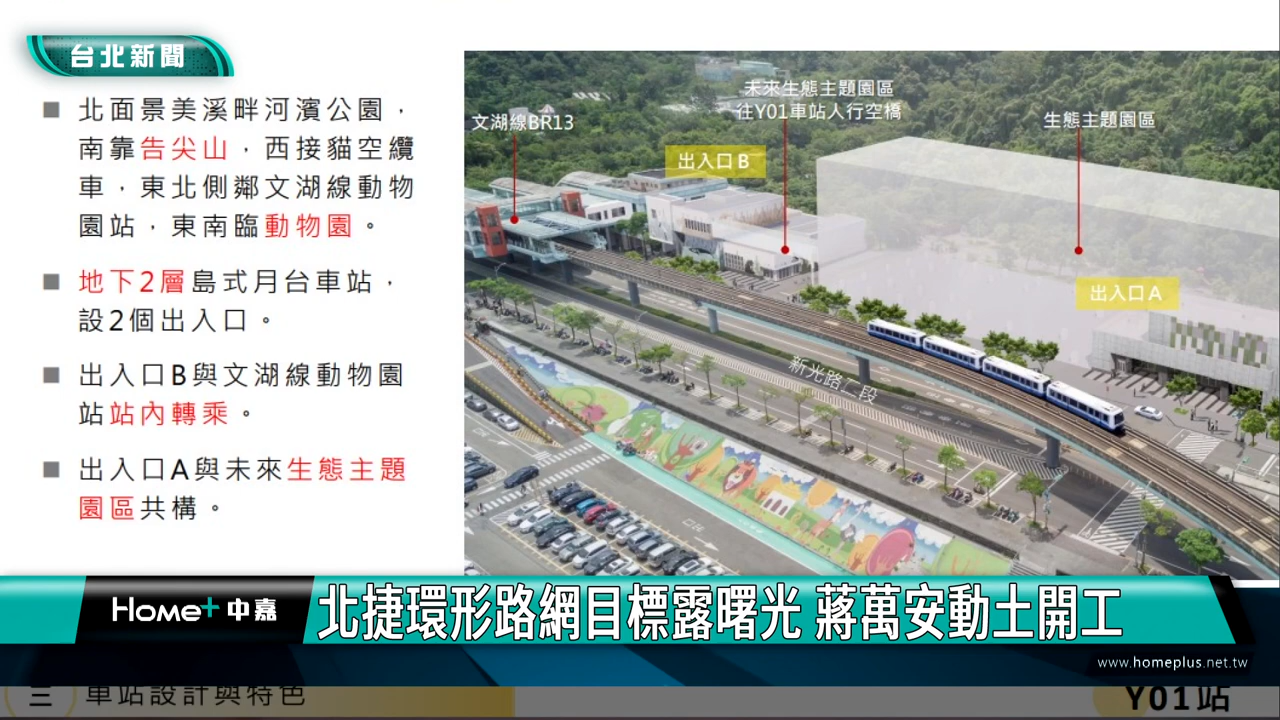 台北新聞
■ 北面景美溪畔河濱公園，
南靠告尖山，西接貓空纜
車，東北側鄰文湖線動物
園站，東南臨動物園。
■ 地下2層島式月台車站，
設2個出入口。
■ 出入口B與文湖線動物園
站站內轉乘。
■ 出入口A與未來生態主題
園區共構。
文湖線BR13
未來生態主題園區
往Y01車站人行空橋
生態主題園區
出入口B
出入口A
新光路二段
Home+中嘉
北捷環形路網目標露曙光 蔣萬安動土開工
www.homeplus.net.tw
三 車站設計與特色
Y01站